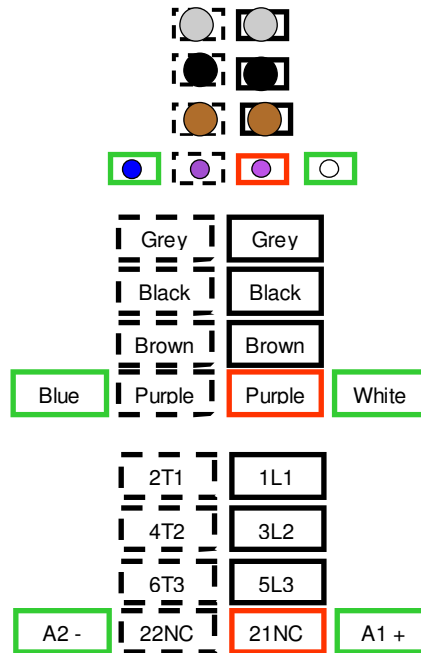 Grey Grey
Black Black
Brown Brown
Blue Purple Purple White
2T1 1L1
4T2 3L2
6T3 5L3
A2 - 22NC 21NC A1 +